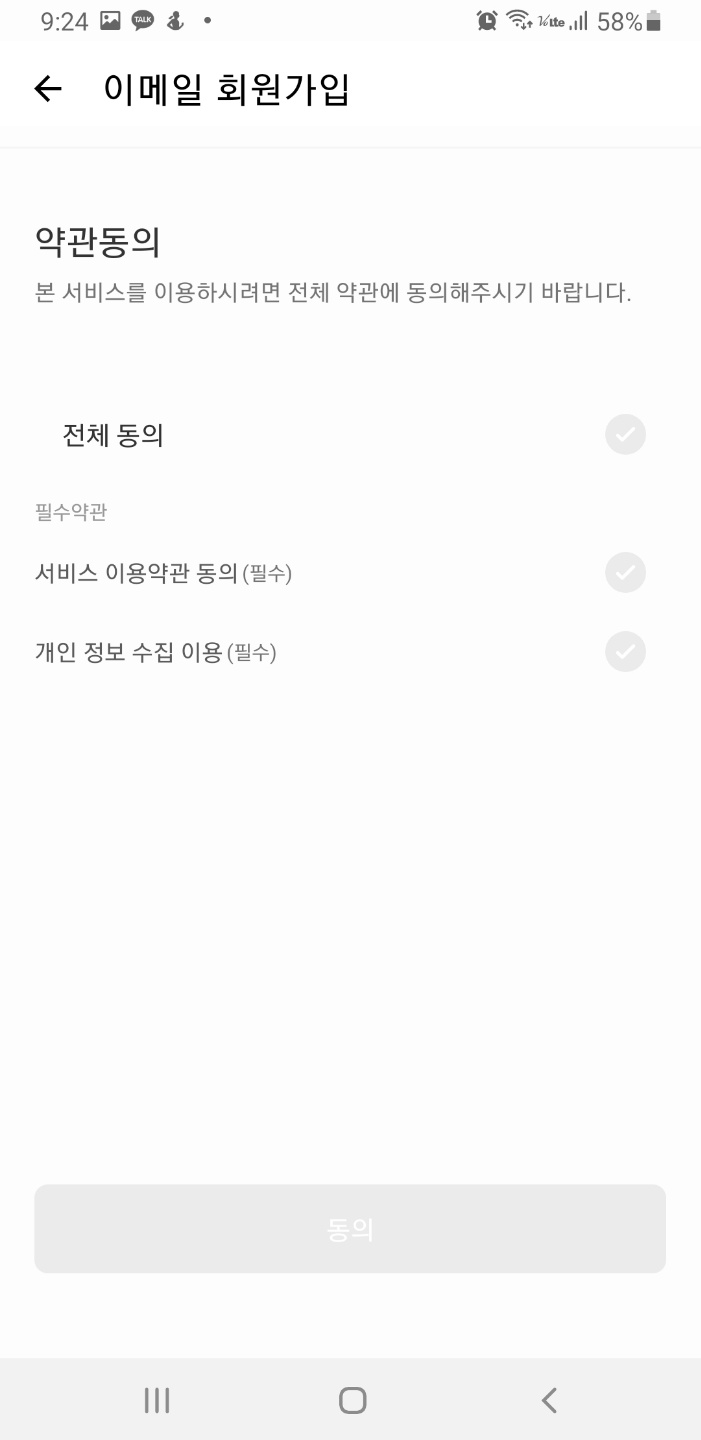 9:24 TALK Vo lte 58%
이메일 회원가입
약관동의
본 서비스를 이용하시려면 전체 약관에 동의해주시기 바랍니다.
전체 동의
필수약관
서비스 이용약관 동의(필수)
개인 정보 수집 이용(필수)
동의